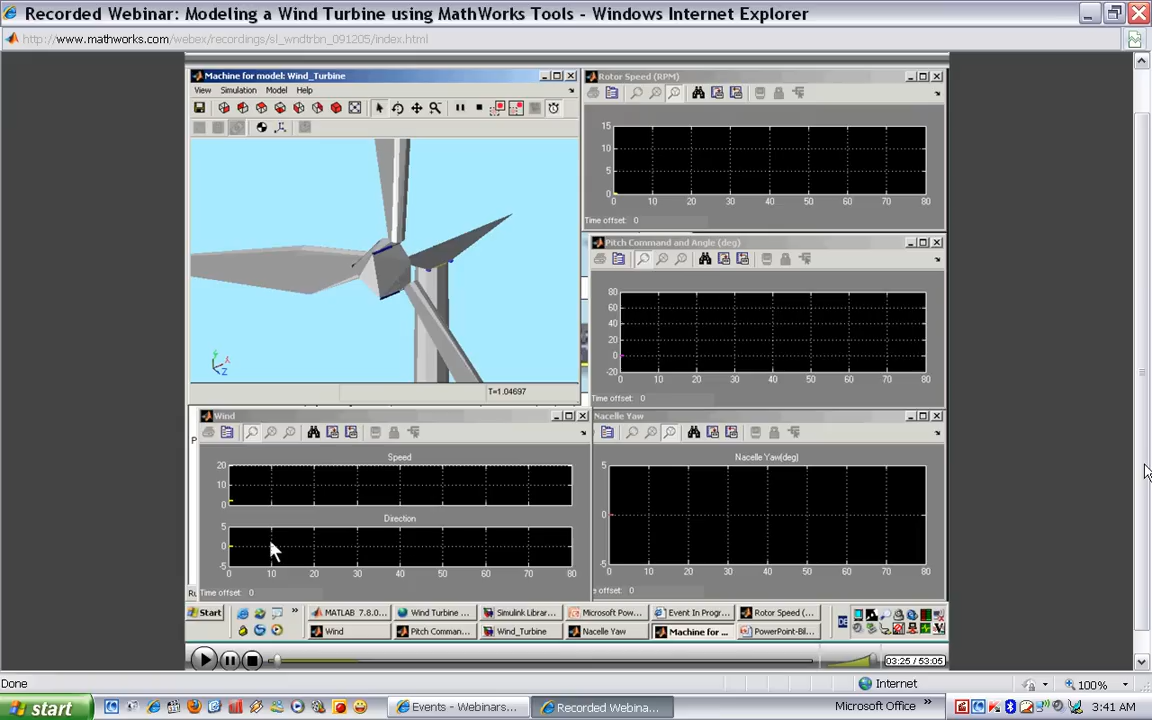 Recorded Webinar: Modeling a Wind Turbine using MathWorks Tools - Windows Internet Explorer
http://www.mathworks.com/webex/recordings/sl_wndtrbn_091205/index.html
Machine for model: Wind_Turbine
View Simulation Model Help
T=1.04697
Rotor Speed (RPM)
15
10
5
0
0 10 20 30 40 50 60 70 80
Time offset: 0
Pitch Command and Angle (deg)
80
60
40
20
0
-20
0 10 20 30 40 50 60 70 80
Time offset: 0
P
Wind
Speed
20
10
0
Direction
5
0
-5
0 10 20 30 40 50 60 70 80
Ru
Time offset: 0
Nacelle Yaw
Nacelle Yaw(deg)
5
0
-5
0 10 20 30 40 50 60 70 80
e offset: 0
Start
»
MATLAB 7.8.0... Wind Turbine ... Simulink Librar... Microsoft Pow... Event In Progr... Rotor Speed (...
Wind Pitch Comman... Wind_Turbine Nacelle Yaw Machine for ... PowerPoint-Bil...
DE
03:25 / 53:05
Done
Internet
100%
start
Events - Webinars...
Recorded Webina...
Microsoft Office »
3:41 AM